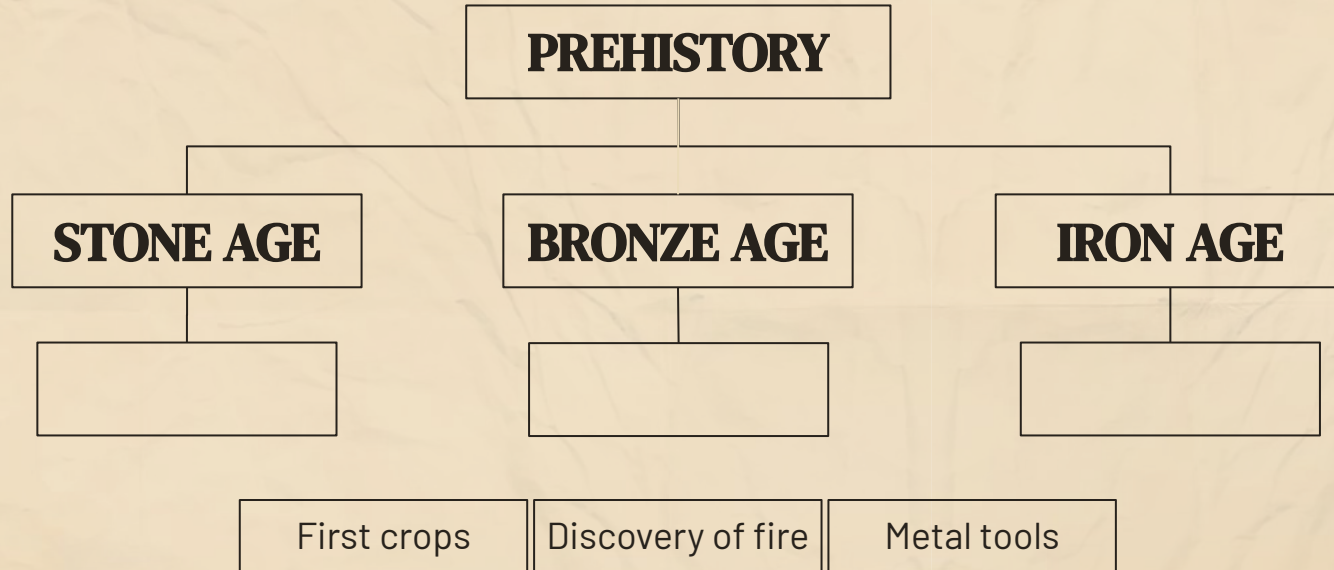 PREHISTORY
STONE AGE
BRONZE AGE
IRON AGE
First crops
Discovery of fire
Metal tools